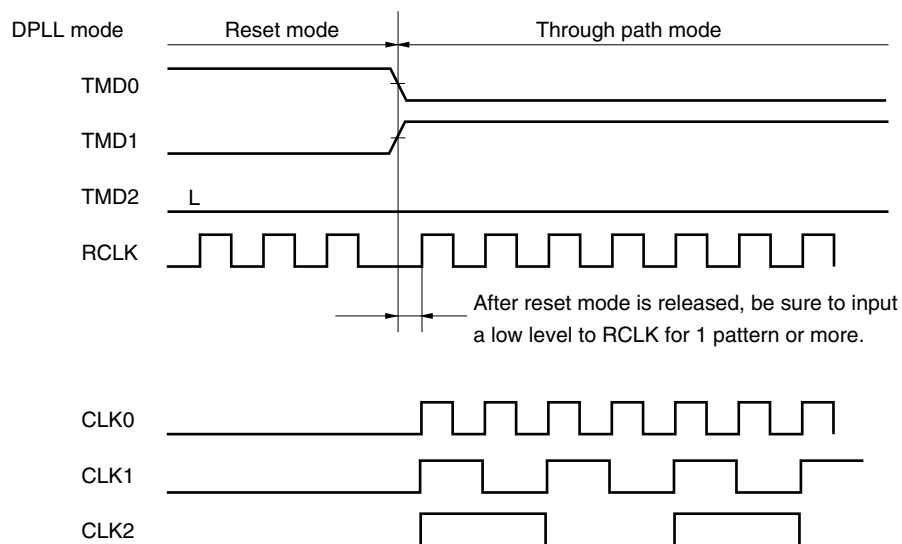 DPLL mode Reset mode Through path mode
TMD0
TMD1
TMD2 L
RCLK
After reset mode is released, be sure to input
a low level to RCLK for 1 pattern or more.
CLK0
CLK1
CLK2